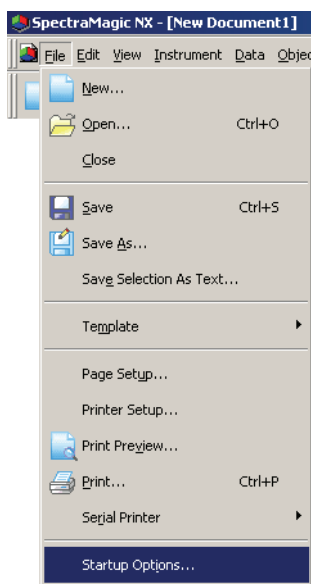 SpectraMagic NX - [New Document1]
File Edit View Instrument Data Objec
New...
Open... Ctrl+O
Close
Save Ctrl+S
Save As...
Save Selection As Text...
Template
Page Setup...
Printer Setup...
Print Preview...
Print... Ctrl+P
Serial Printer
Startup Options...